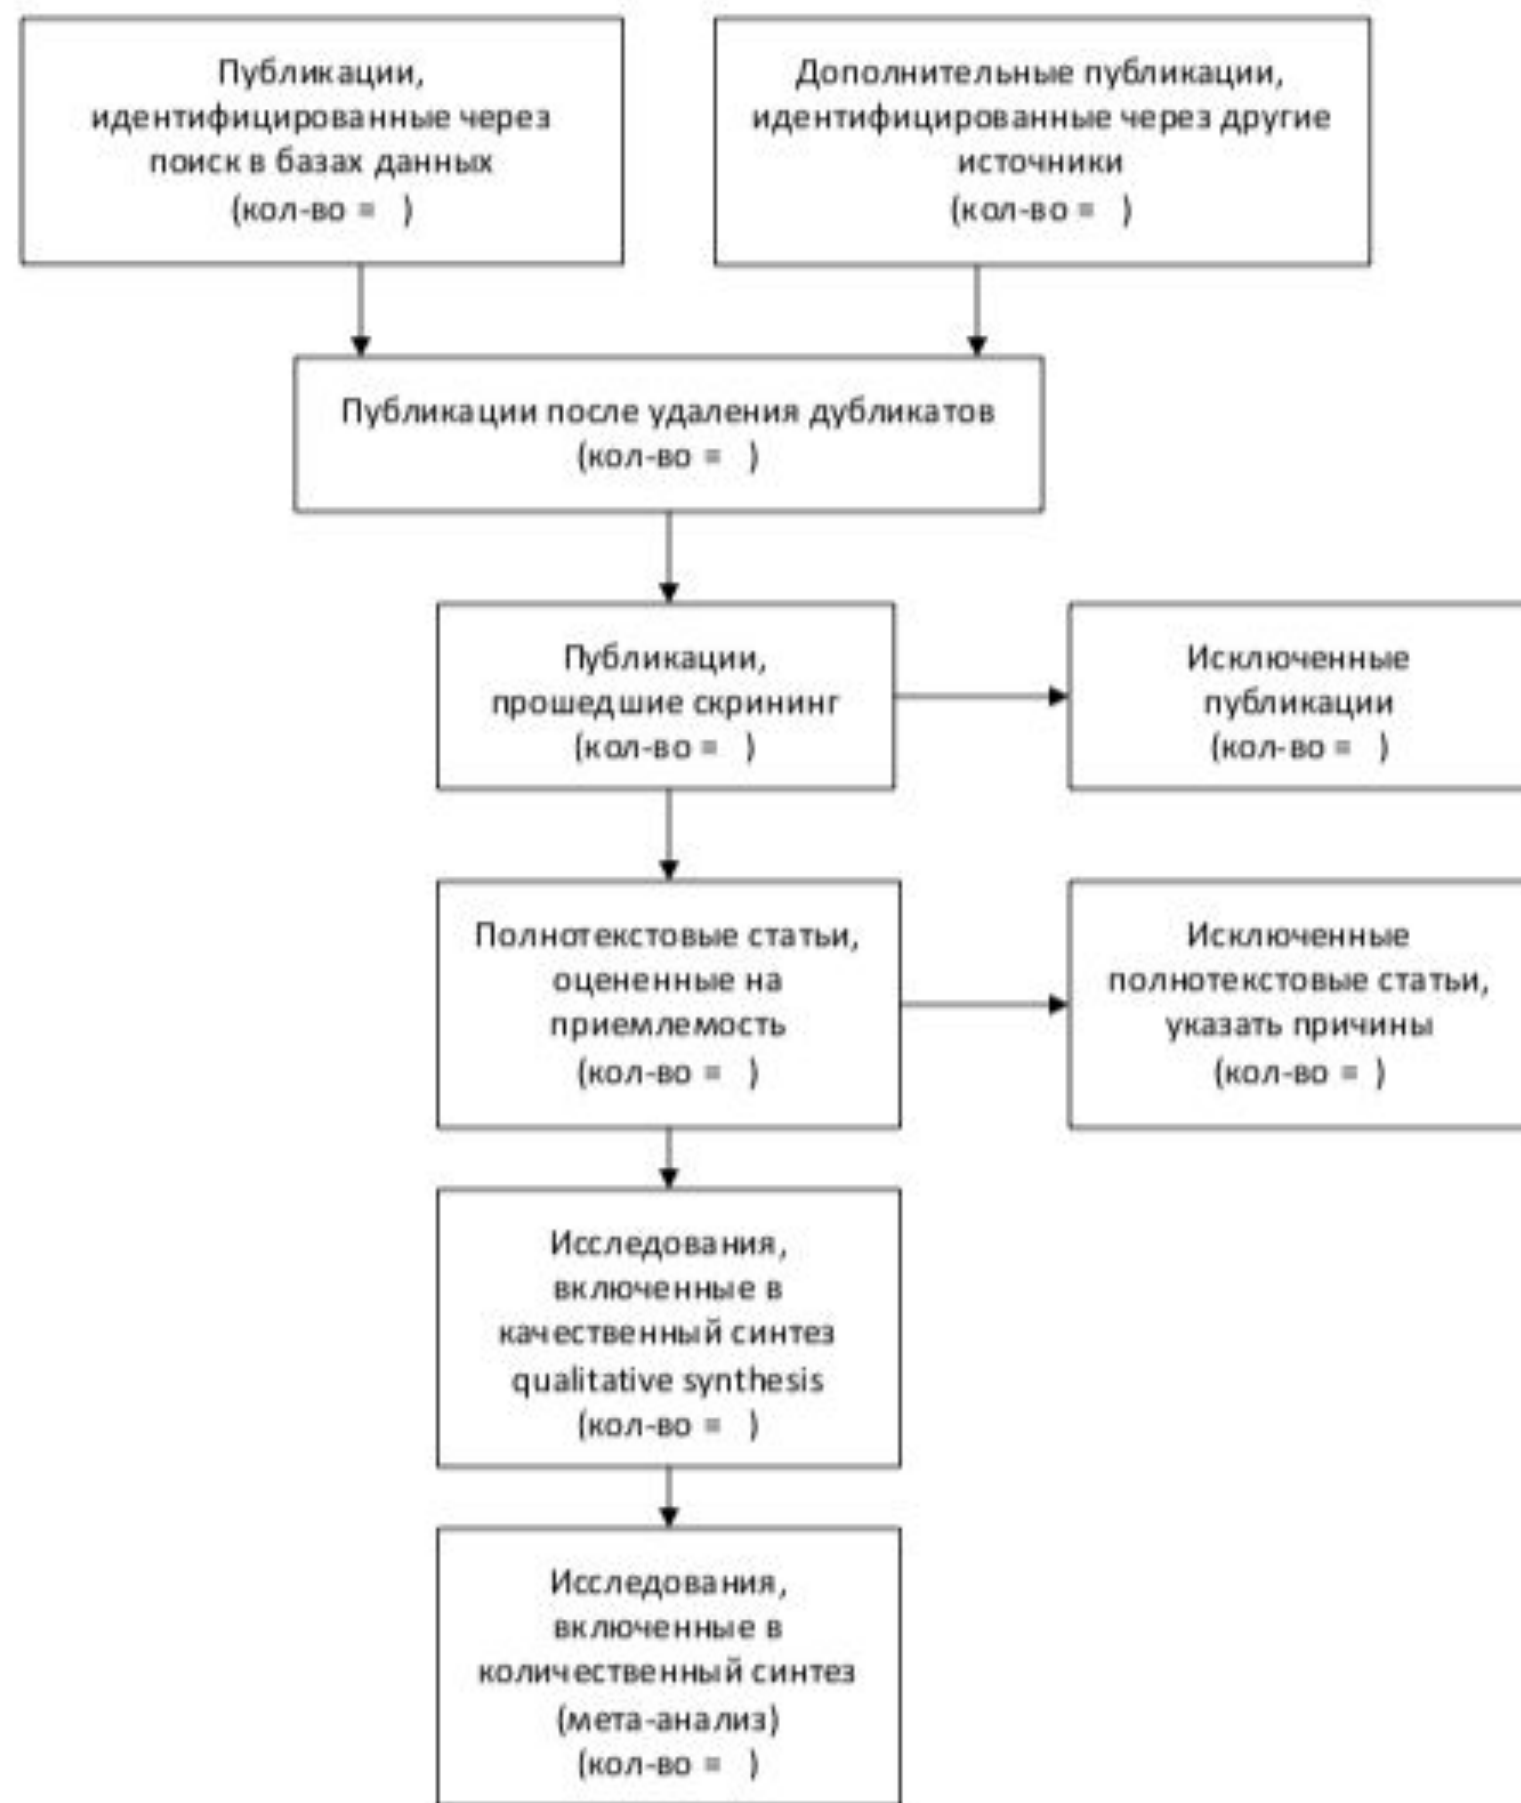 Публикации,
идентифицированные через
поиск в базах данных
(кол-во =   )
Дополнительные публикации,
идентифицированные через другие
источники
(кол-во =   )
Публикации после удаления дубликатов
(кол-во =   )
Публикации,
прошедшие скрининг
(кол-во =   )
Исключенные
публикации
(кол-во =   )
Полнотекстовые статьи,
оцененные на
приемлемость
(кол-во =   )
Исключенные
полнотекстовые статьи,
указать причины
(кол-во =  )
Исследования,
включенные в
качественный синтез
qualitative synthesis
(кол-во =   )
Исследования,
включенные в
количественный синтез
(мета-анализ)
(кол-во =   )